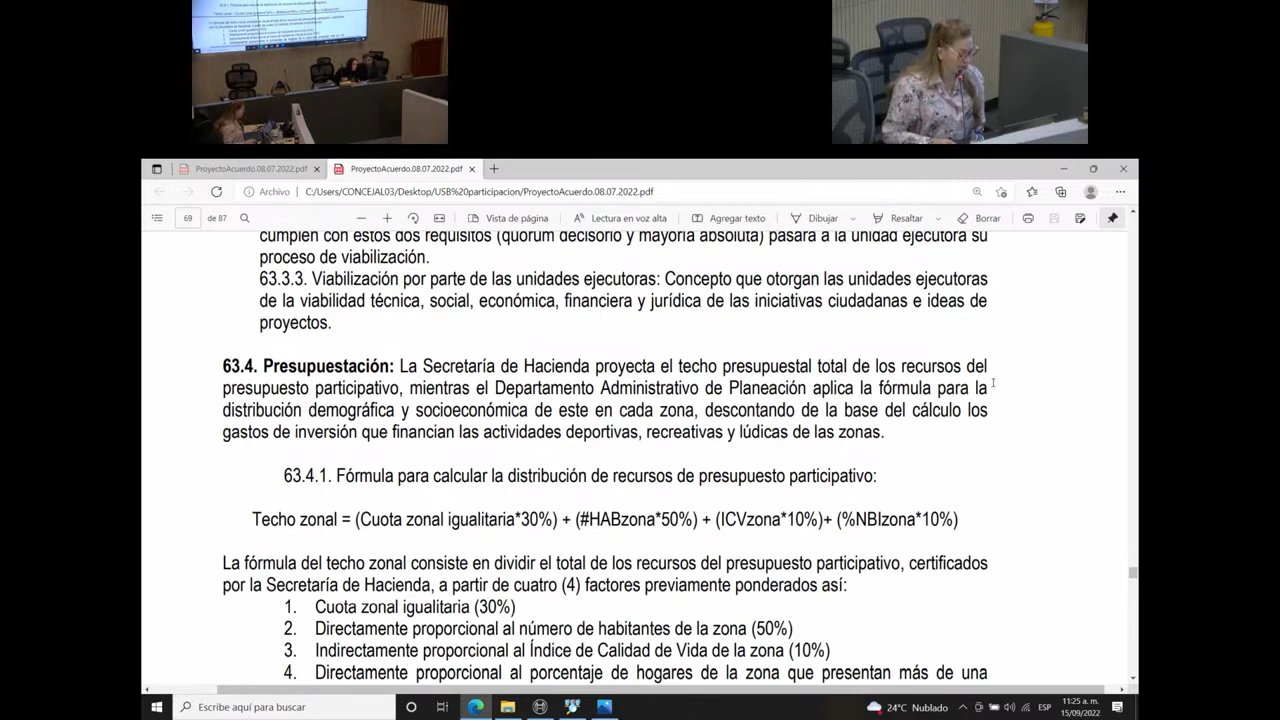 ProyectoAcuerdo.08.07.2022.pdf
ProyectoAcuerdo.08.07.2022.pdf
Archivo
C:/Users/CONCEJAL03/Desktop/USB%20participacion/ProyectoAcuerdo.08.07.2022.pdf
69 de 87
Vista de página
Lectura en voz alta
Agregar texto
Dibujar
Resaltar
Borrar
cumplen con estos dos requisitos (quorum decisorio y mayoría absoluta) pasará a la unidad ejecutora su
proceso de viabilización.
63.3.3. Viabilización por parte de las unidades ejecutoras: Concepto que otorgan las unidades ejecutoras
de la viabilidad técnica, social, económica, financiera y jurídica de las iniciativas ciudadanas e ideas de
proyectos.
63.4. Presupuestación: La Secretaría de Hacienda proyecta el techo presupuestal total de los recursos del
presupuesto participativo, mientras el Departamento Administrativo de Planeación aplica la fórmula para la
distribución demográfica y socioeconómica de este en cada zona, descontando de la base del cálculo los
gastos de inversión que financian las actividades deportivas, recreativas y lúdicas de las zonas.
63.4.1. Fórmula para calcular la distribución de recursos de presupuesto participativo:
Techo zonal = (Cuota zonal igualitaria*30%) + (#HABzona*50%) + (ICVzona*10%)+ (%NBIzona*10%)
La fórmula del techo zonal consiste en dividir el total de los recursos del presupuesto participativo, certificados
por la Secretaría de Hacienda, a partir de cuatro (4) factores previamente ponderados así:
1. Cuota zonal igualitaria (30%)
2. Directamente proporcional al número de habitantes de la zona (50%)
3. Indirectamente proporcional al Índice de Calidad de Vida de la zona (10%)
4. Directamente proporcional al porcentaje de hogares de la zona que presentan más de una
Escribe aquí para buscar
24°C Nublado
ESP
11:25 a. m.
15/09/2022